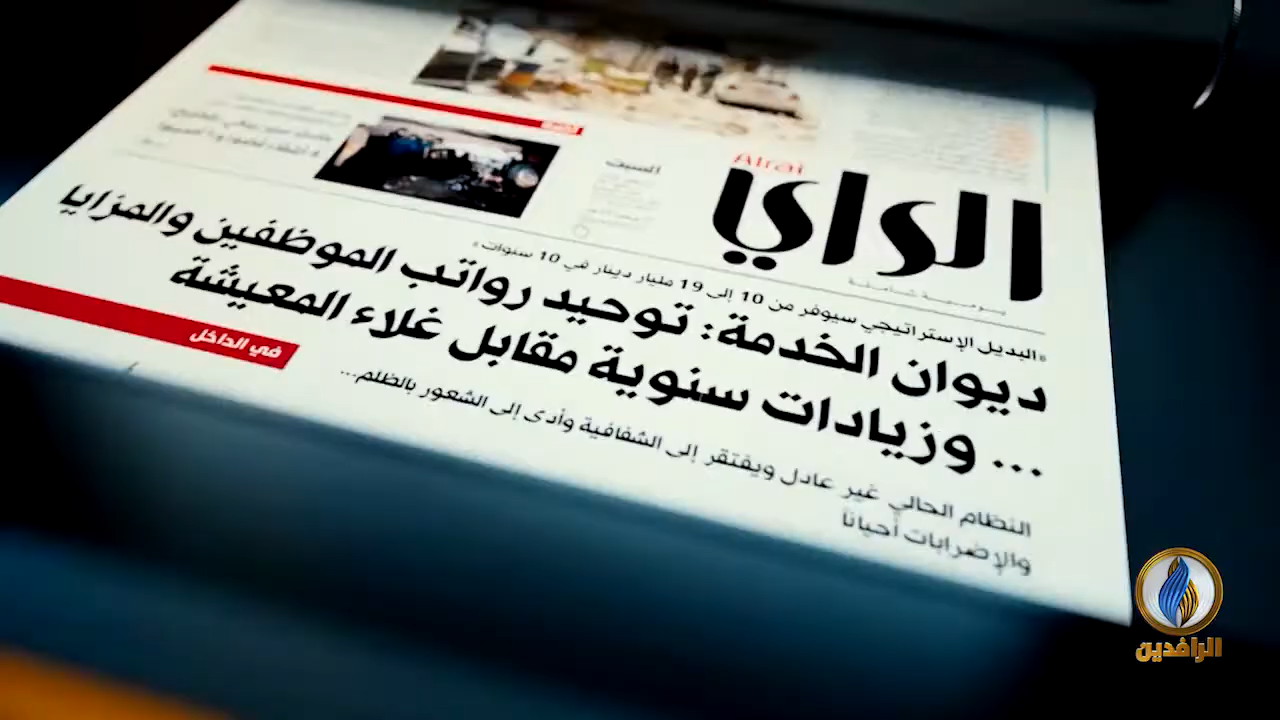 السبت
Alrai
الراي
يومية شاملة
«البديل الإستراتيجي سيوفر من 10 إلى 19 مليار دينار في 10 سنوات»
ديوان الخدمة: توحيد رواتب الموظفين والمزايا
... وزيادات سنوية مقابل غلاء المعيشة
في الداخل
النظام الحالي غير عادل ويفتقر إلى الشفافية وأدى إلى الشعور بالظلم...
والإضرابات أحياناً
الرافدين